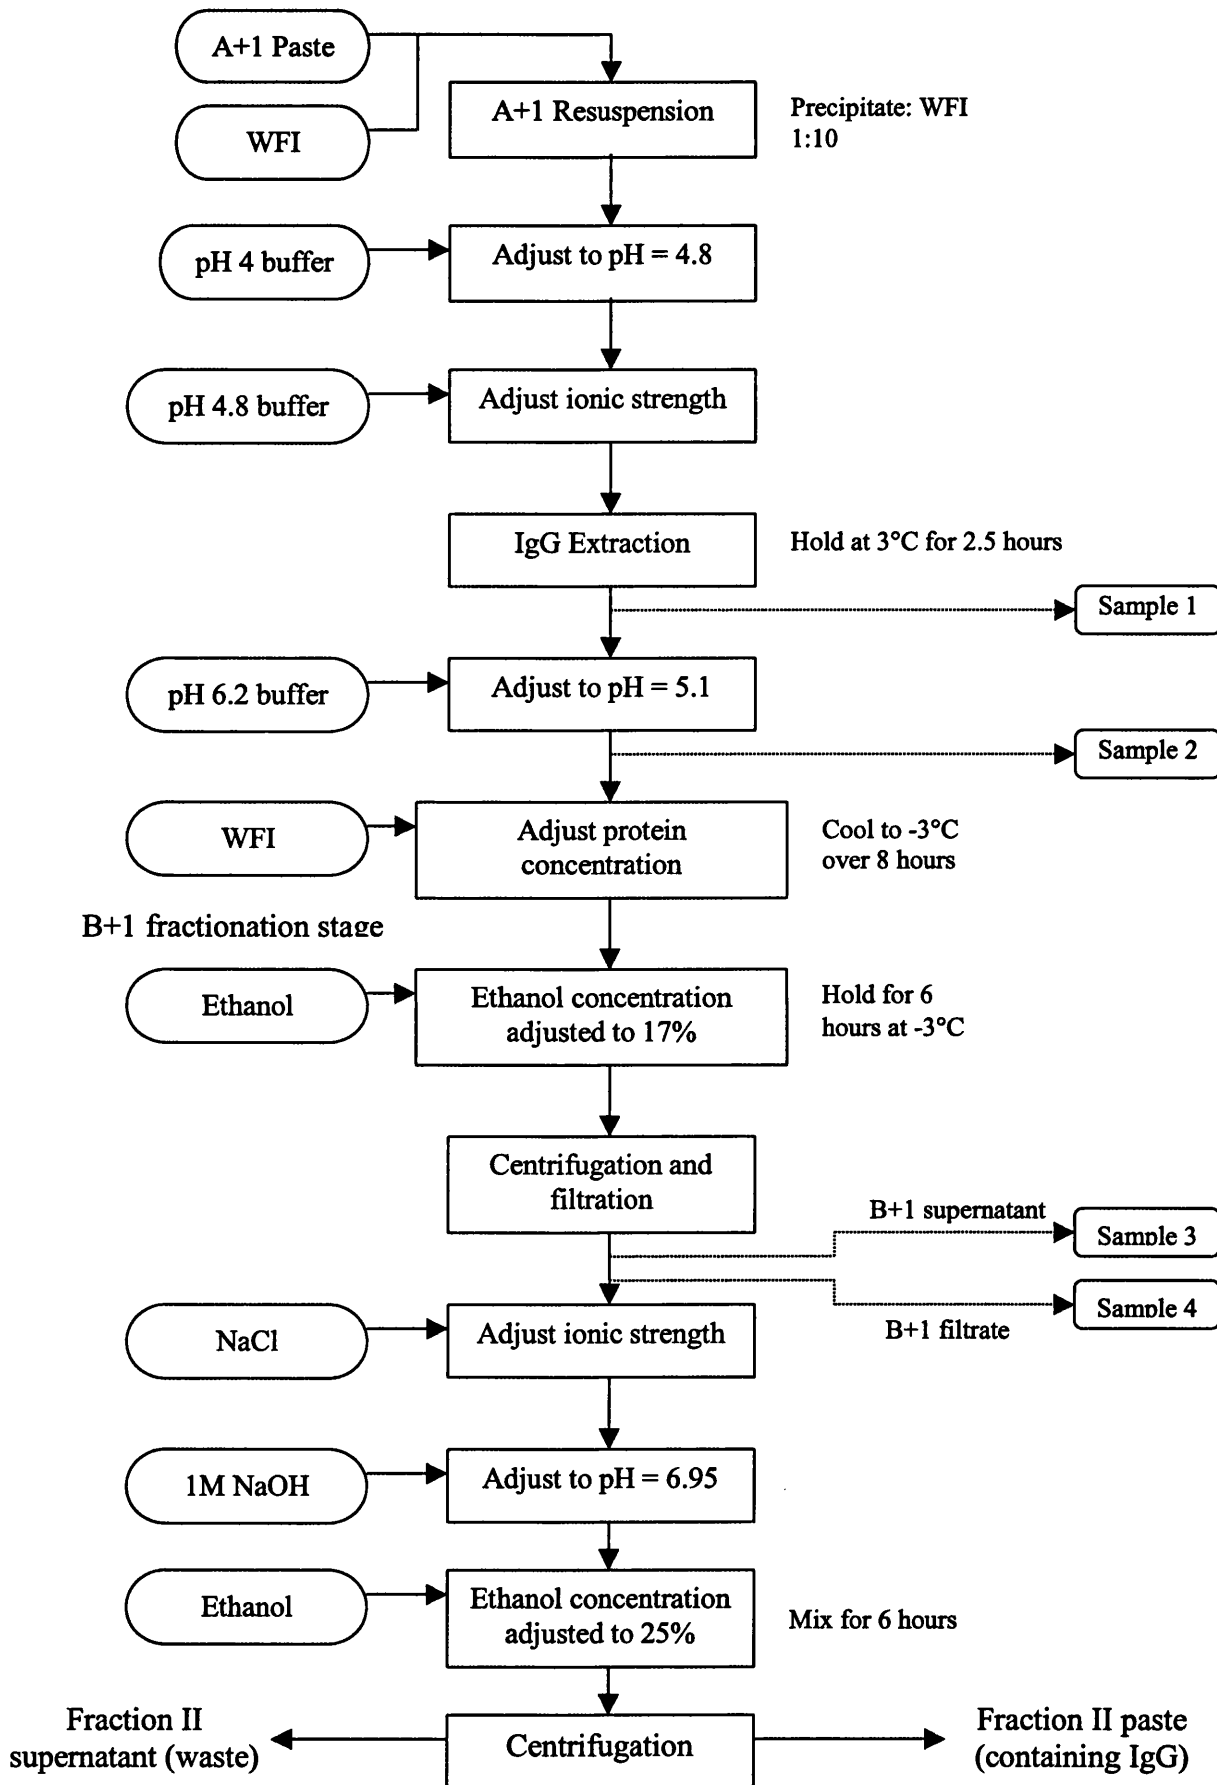 A+1 Paste
WFI
A+1 Resuspension
Precipitate: WFI
1:10
pH 4 buffer
Adjust to pH = 4.8
pH 4.8 buffer
Adjust ionic strength
IgG Extraction
Hold at 3°C for 2.5 hours
Sample 1
pH 6.2 buffer
Adjust to pH = 5.1
Sample 2
WFI
Adjust protein
concentration
Cool to -3°C
over 8 hours
B+1 fractionation stage
Ethanol
Ethanol concentration
adjusted to 17%
Hold for 6
hours at -3°C
Centrifugation and
filtration
B+1 supernatant
Sample 3
Sample 4
B+1 filtrate
NaCl
Adjust ionic strength
1M NaOH
Adjust to pH = 6.95
Ethanol
Ethanol concentration
adjusted to 25%
Mix for 6 hours
Fraction II
supernatant (waste)
Centrifugation
Fraction II paste
(containing IgG)